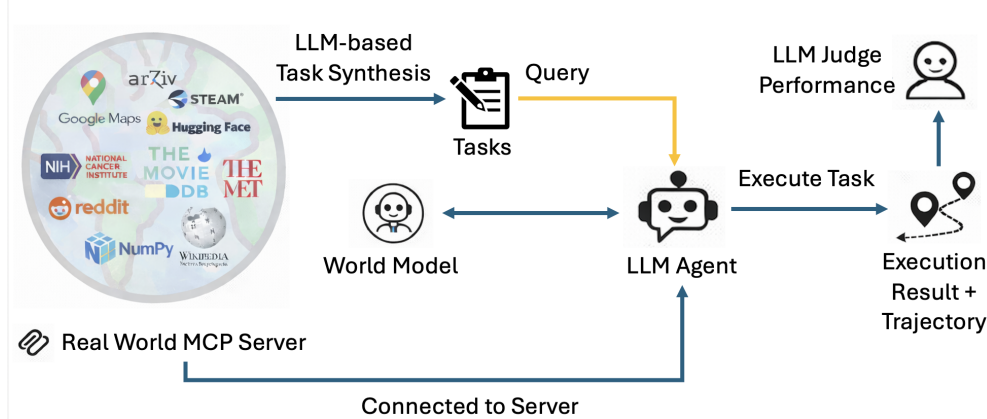 LLM-based
Task Synthesis
Query
Tasks
LLM Judge
Performance
arXiv
STEAM®
Google Maps
Hugging Face
NIH
NATIONAL
CANCER
INSTITUTE
THE
MOVIE
DB
THE
MET
reddit
NumPy
WIKIPEDIA
World Model
LLM Agent
Execute Task
Execution
Result +
Trajectory
Real World MCP Server
Connected to Server